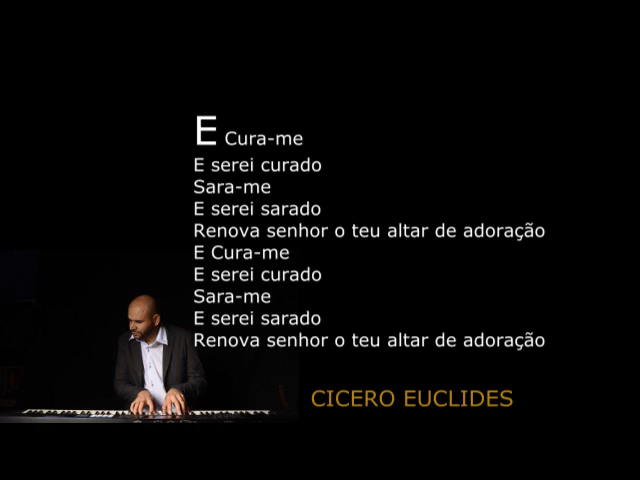 E Cura-me
E serei curado
Sara-me
E serei sarado
Renova senhor o teu altar de adoração
E Cura-me
E serei curado
Sara-me
E serei sarado
Renova senhor o teu altar de adoração
CICERO EUCLIDES